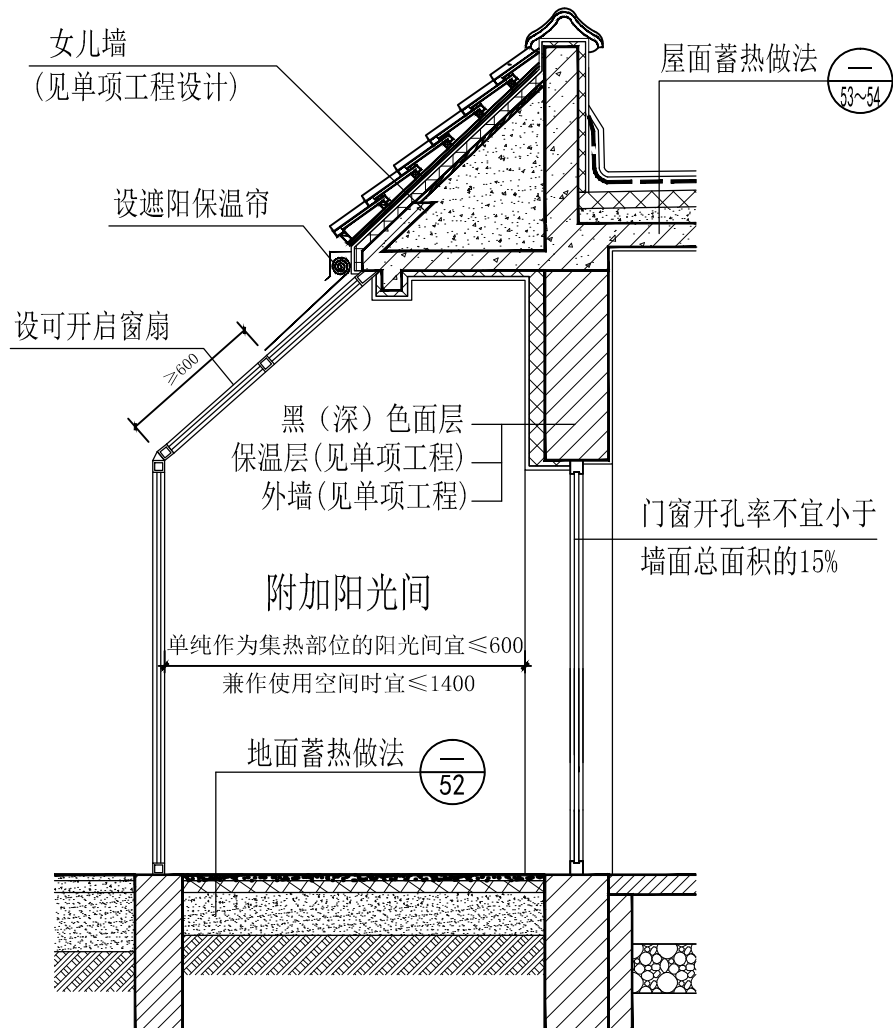 女儿墙
(见单项工程设计)
屋面蓄热做法
一
53~54
设遮阳保温帘
设可开启窗扇
≥600
黑（深）色面层
保温层(见单项工程)
外墙(见单项工程)
门窗开孔率不宜小于
墙面总面积的15%
附加阳光间
单纯作为集热部位的阳光间宜≤600
兼作使用空间时宜≤1400
地面蓄热做法
一
52